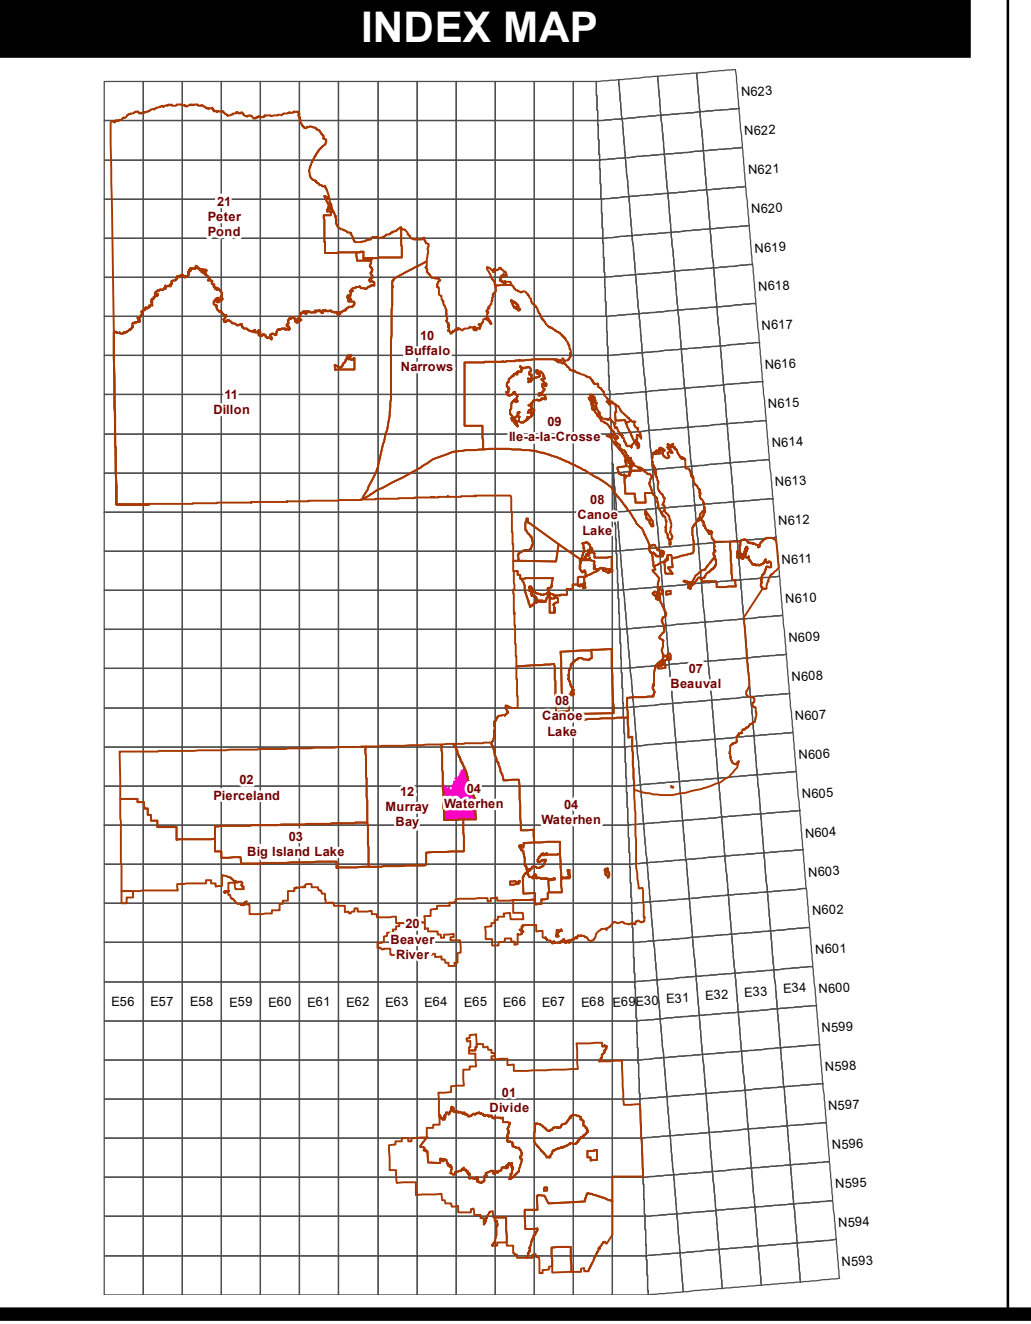 INDEX MAP
N623
N622
N621
21
Peter
Pond
N620
N619
N618
N617
10
Buffalo
Narrows
N616
11
Dillon
N615
09
Ile-a-la-Crosse
N614
N613
08
Canoe
Lake
N612
N611
N610
N609
07
Beauval
N608
08
Canoe
Lake
N607
N606
02
Pierceland
12
Murray
Bay
04
Waterhen
04
Waterhen
N605
03
Big Island Lake
N604
N603
N602
20
Beaver
River
N601
E56 E57 E58 E59 E60 E61 E62 E63 E64 E65 E66 E67 E68 E69 E30 E31 E32 E33 E34 N600
N599
N598
01
Divide
N597
N596
N595
N594
N593